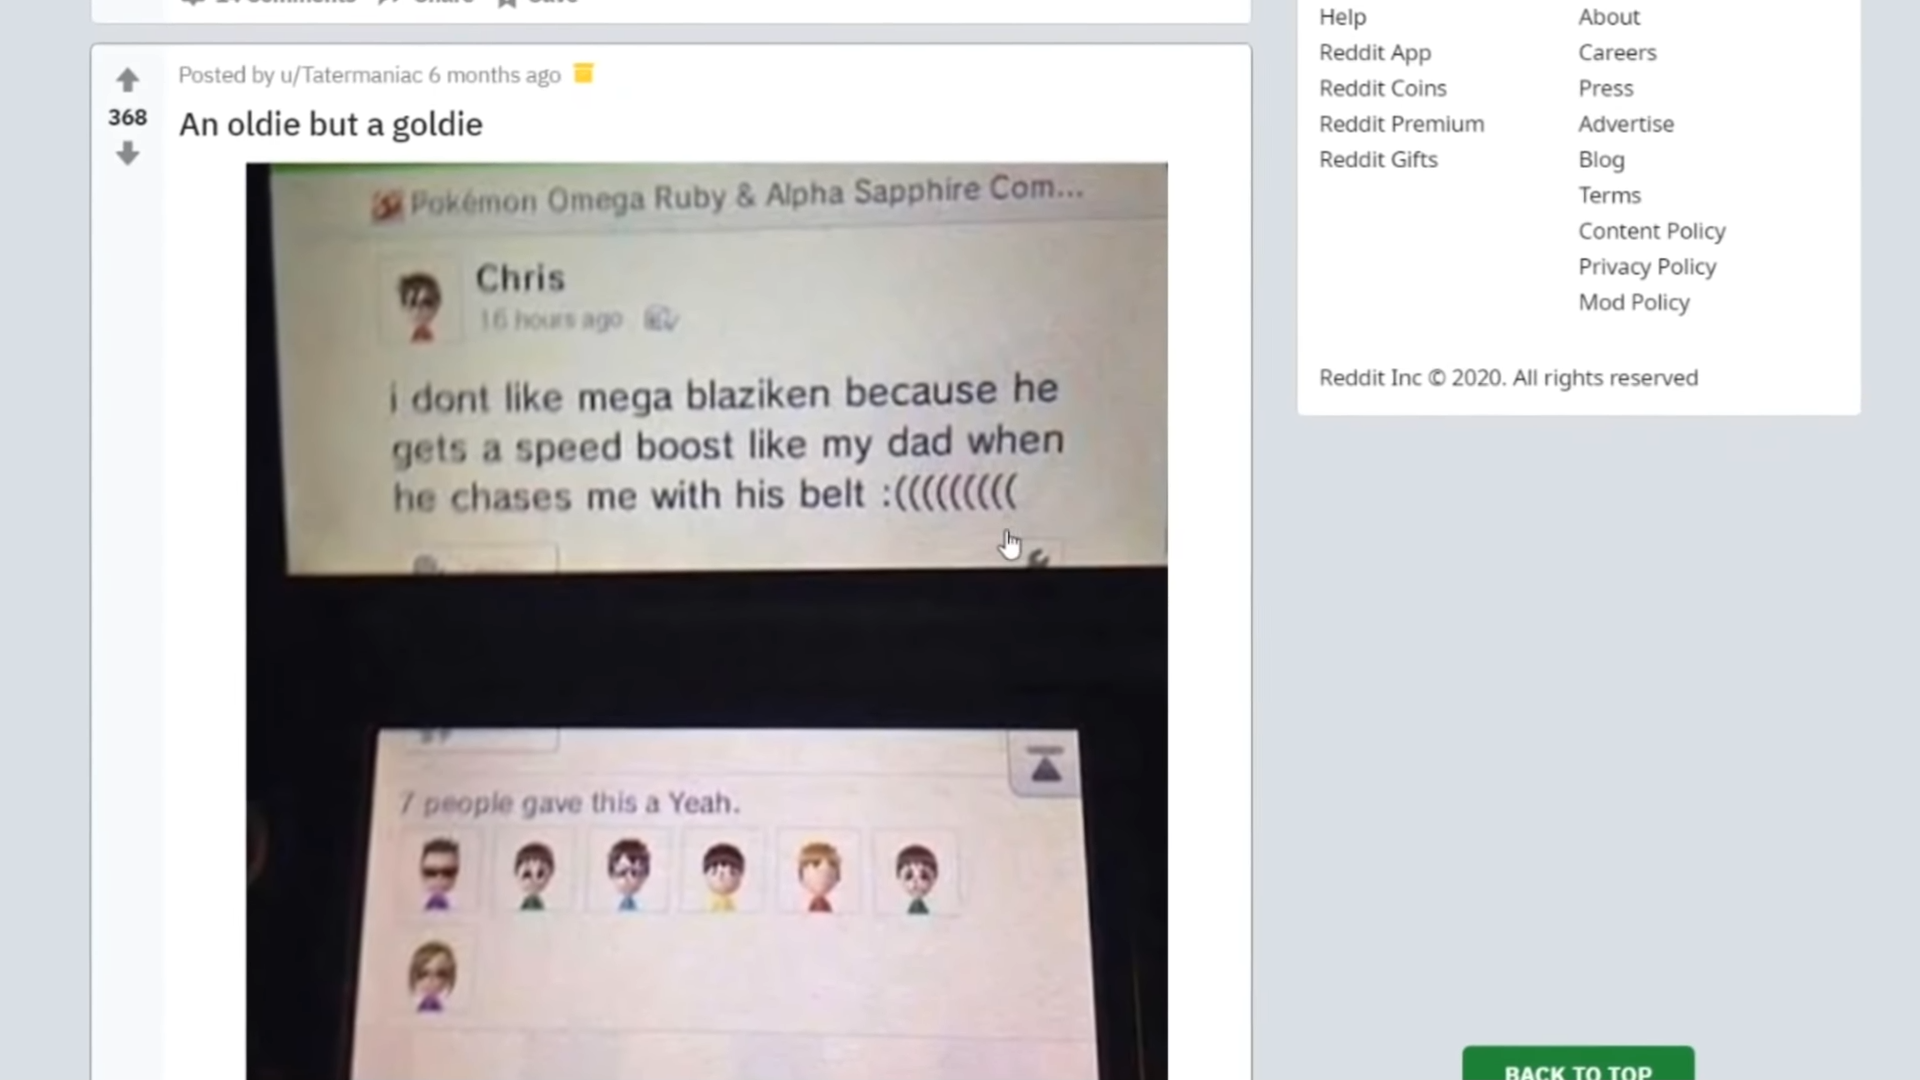 24 Comments Share Save
Posted by u/Tatermaniac 6 months ago
368
An oldie but a goldie
Pokémon Omega Ruby & Alpha Sapphire Com...
Chris
16 hours ago
i dont like mega blaziken because he
gets a speed boost like my dad when
he chases me with his belt :(((((((((
7 people gave this a Yeah.
Help
About
Reddit App
Careers
Reddit Coins
Press
Reddit Premium
Advertise
Reddit Gifts
Blog
Terms
Content Policy
Privacy Policy
Mod Policy
Reddit Inc © 2020. All rights reserved
BACK TO TOP